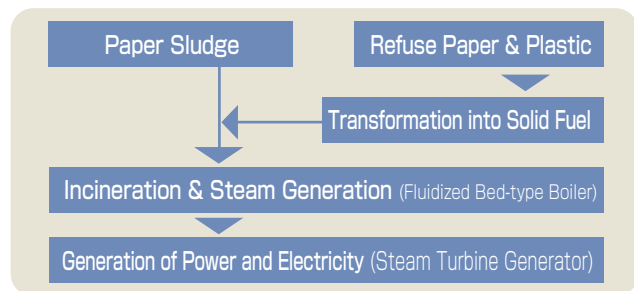 Paper Sludge
Refuse Paper & Plastic
Transformation into Solid Fuel
Incineration & Steam Generation (Fluidized Bed-type Boiler)
Generation of Power and Electricity (Steam Turbine Generator)